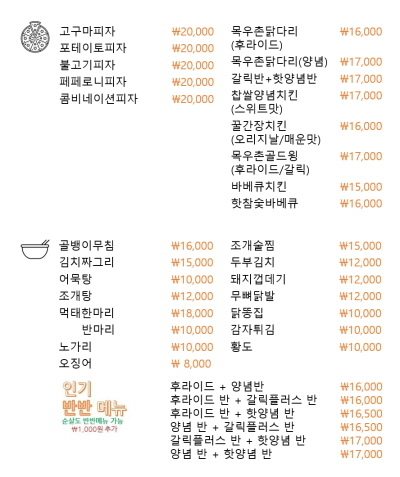 고구마피자 ₩20,000
포테이토피자 ₩20,000
불고기피자 ₩20,000
페페로니피자 ₩20,000
콤비네이션피자 ₩20,000
목우촌닭다리 ₩16,000
(후라이드)
목우촌닭다리(양념) ₩17,000
갈릭반+핫양념반 ₩17,000
찹쌀양념치킨 ₩17,000
(스위트맛)
꿀간장치킨 ₩16,000
(오리지날/매운맛)
목우촌골드윙 ₩17,000
(후라이드/갈릭)
바베큐치킨 ₩15,000
핫참숯바베큐 ₩16,000
골뱅이무침 ₩16,000
김치짜그리 ₩15,000
어묵탕 ₩10,000
조개탕 ₩12,000
먹태한마리 ₩18,000
반마리 ₩10,000
노가리 ₩10,000
오징어 ₩ 8,000
조개술찜 ₩15,000
두부김치 ₩12,000
돼지껍데기 ₩12,000
무뼈닭발 ₩12,000
닭똥집 ₩10,000
감자튀김 ₩10,000
황도 ₩10,000
인기
반반 메뉴
순살도 반반메뉴 가능
₩1,000원 추가
후라이드 + 양념반 ₩16,000
후라이드 반 + 갈릭플러스 반 ₩16,000
후라이드 반 + 핫양념 반 ₩16,500
양념 반 + 갈릭플러스 반 ₩16,500
갈릭플러스 반 + 핫양념 반 ₩17,000
양념 반 + 핫양념 반 ₩17,000